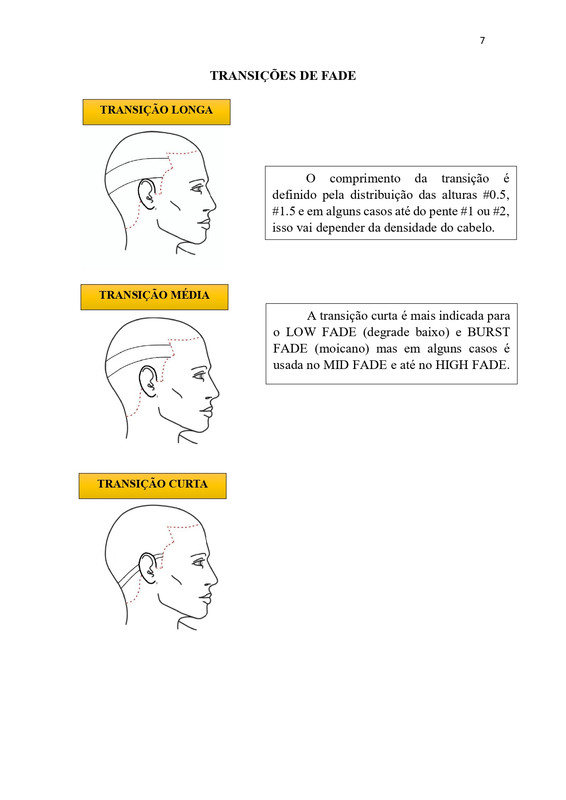 7
TRANSIÇÕES DE FADE
TRANSIÇÃO LONGA
O comprimento da transição é
definido pela distribuição das alturas #0.5,
#1.5 e em alguns casos até do pente #1 ou #2,
isso vai depender da densidade do cabelo.
TRANSIÇÃO MÉDIA
A transição curta é mais indicada para
o LOW FADE (degrade baixo) e BURST
FADE (moicano) mas em alguns casos é
usada no MID FADE e até no HIGH FADE.
TRANSIÇÃO CURTA